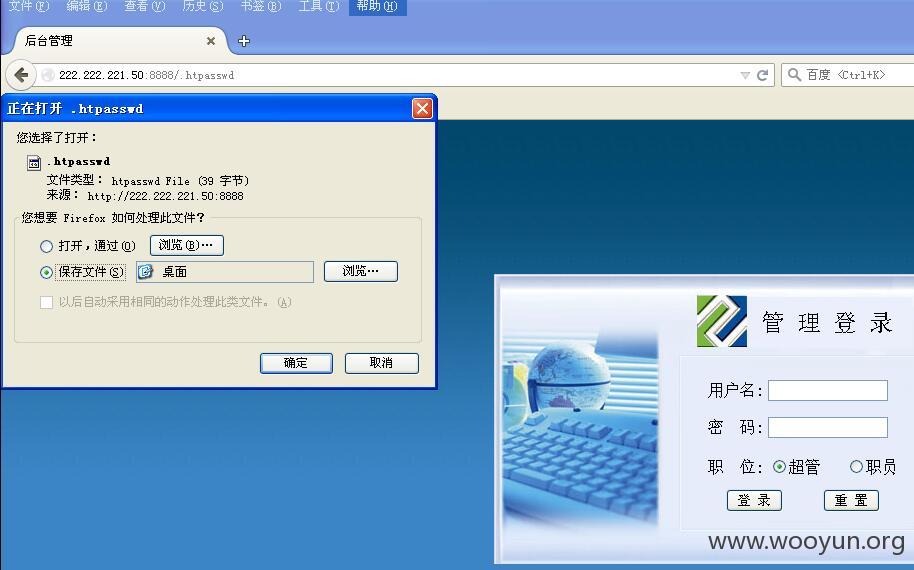 文件(F) 编辑(E) 查看(V) 历史(S) 书签(B) 工具(T) 帮助(H)
后台管理
222.222.221.50:8888/.htpasswd
百度 <Ctrl+K>
正在打开 .htpasswd
您选择了打开：
.htpasswd
文件类型： htpasswd File (39 字节)
来源： http://222.222.221.50:8888
您想要 Firefox 如何处理此文件？
打开，通过(O) 浏览(B)…
保存文件(S) 桌面 浏览…
以后自动采用相同的动作处理此类文件。(A)
确定 取消
管理登录
用户名：
密 码：
职 位： 超管 职员
登 录 重 置
www.wooyun.org